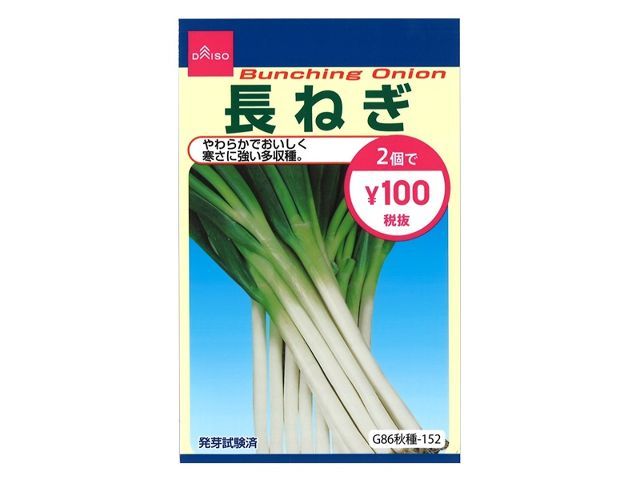 DAISO
Bunching Onion
長ねぎ
やわらかでおいしく
寒さに強い多収種。
2個で
¥100
税抜
発芽試験済
G86秋種-152